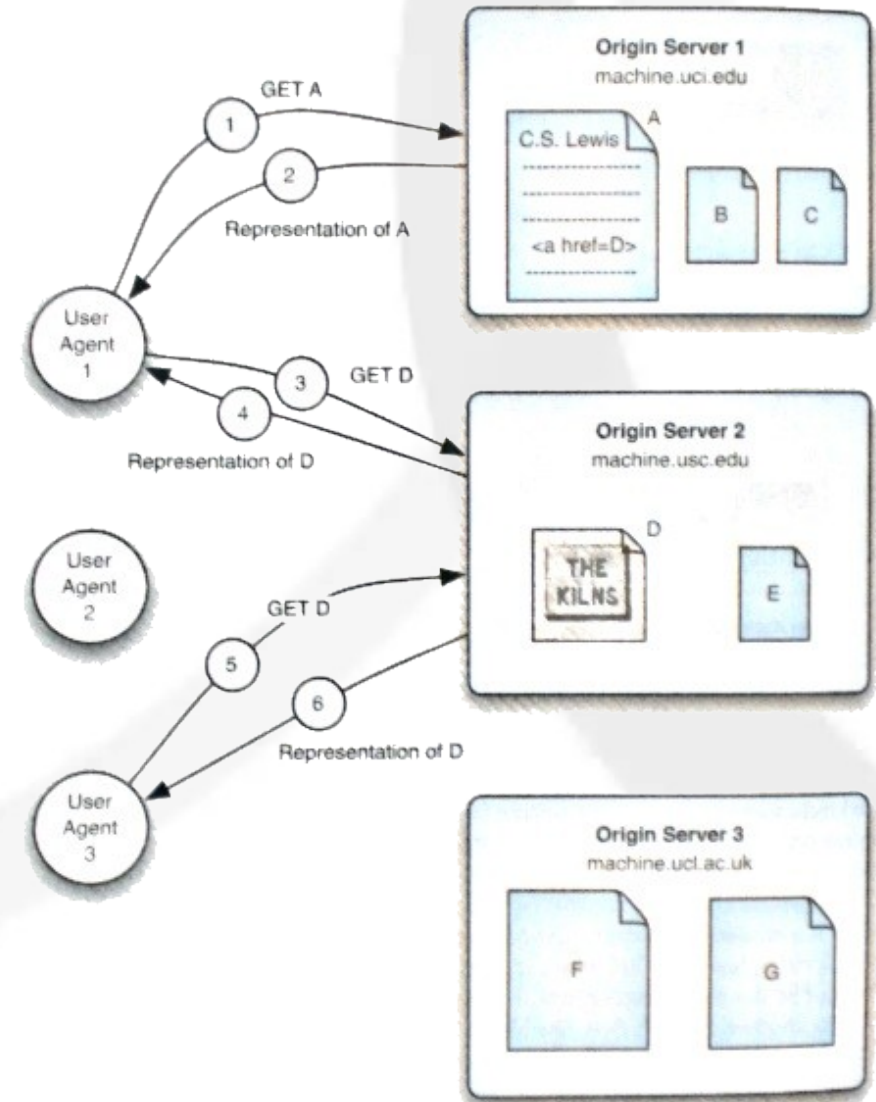 Origin Server 1
machine.uci.edu
GET A
1
A
C.S. Lewis
2
B
C
Representation of A
<a href=D>
User
Agent
1
3
GET D
4
Representation of D
Origin Server 2
machine.usc.edu
D
THE
KILNS
E
User
Agent
2
GET D
5
6
Representation of D
User
Agent
3
Origin Server 3
machine.ucl.ac.uk
F
G